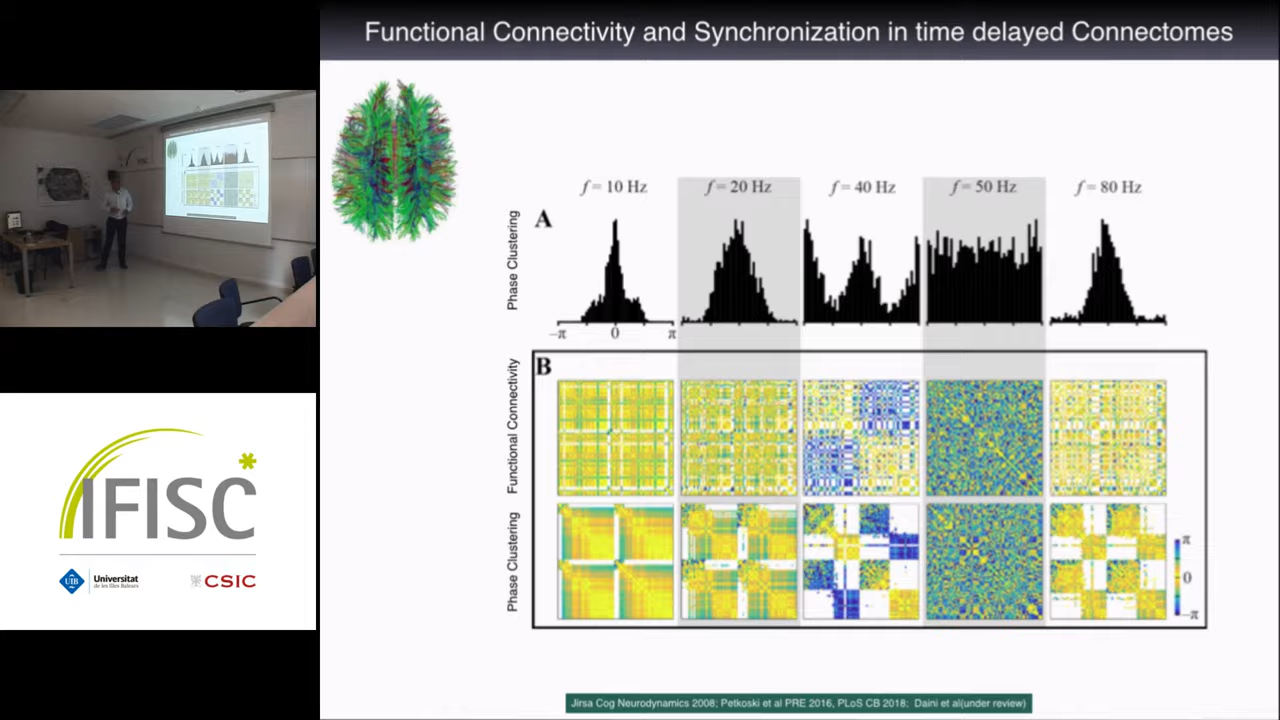 Functional Connectivity and Synchronization in time delayed Connectomes
f = 10 Hz
f = 20 Hz
f = 40 Hz
f = 50 Hz
f = 80 Hz
A
Phase Clustering
−π
0
π
B
Functional Connectivity
Phase Clustering
π
0
−π
IFISC
UIB
Universitat
de les Illes Balears
CSIC
Jirsa Cog Neurodynamics 2008; Petkoski et al PRE 2016, PLoS CB 2018; Daini et al(under review)